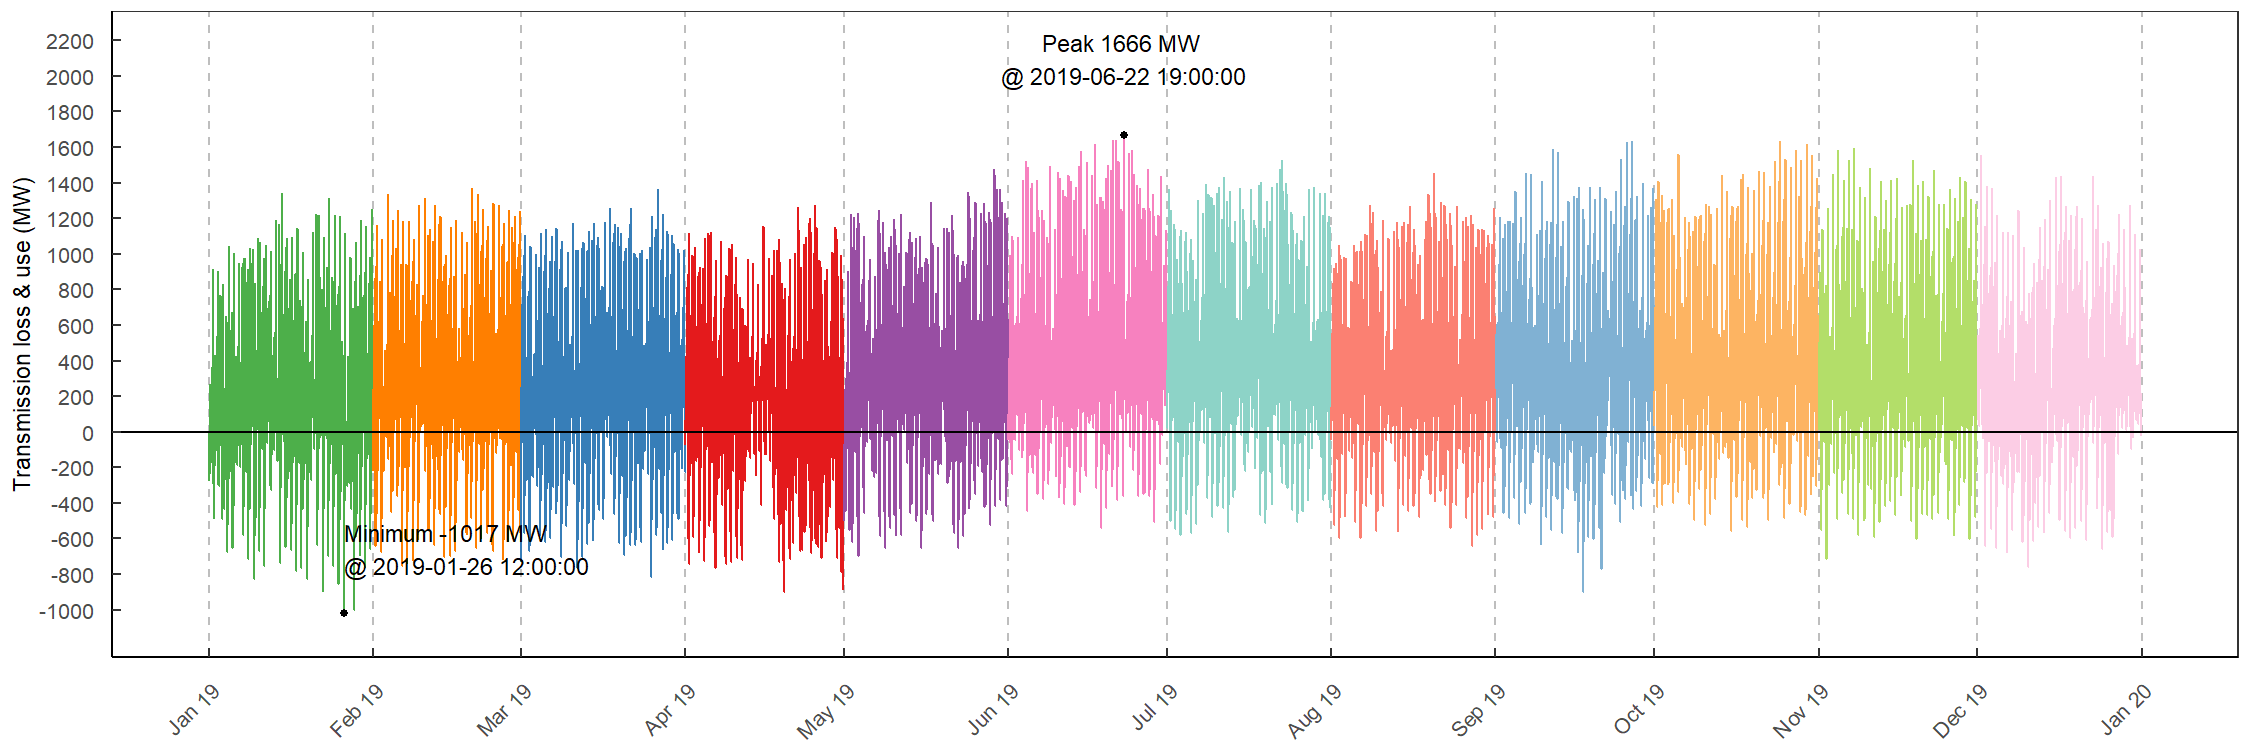 Transmission loss & use (MW)
2200
2000
1800
1600
1400
1200
1000
800
600
400
200
0
-200
-400
-600
-800
-1000
Peak 1666 MW
@ 2019-06-22 19:00:00
Minimum -1017 MW
@ 2019-01-26 12:00:00
Jan 19
Feb 19
Mar 19
Apr 19
May 19
Jun 19
Jul 19
Aug 19
Sep 19
Oct 19
Nov 19
Dec 19
Jan 20